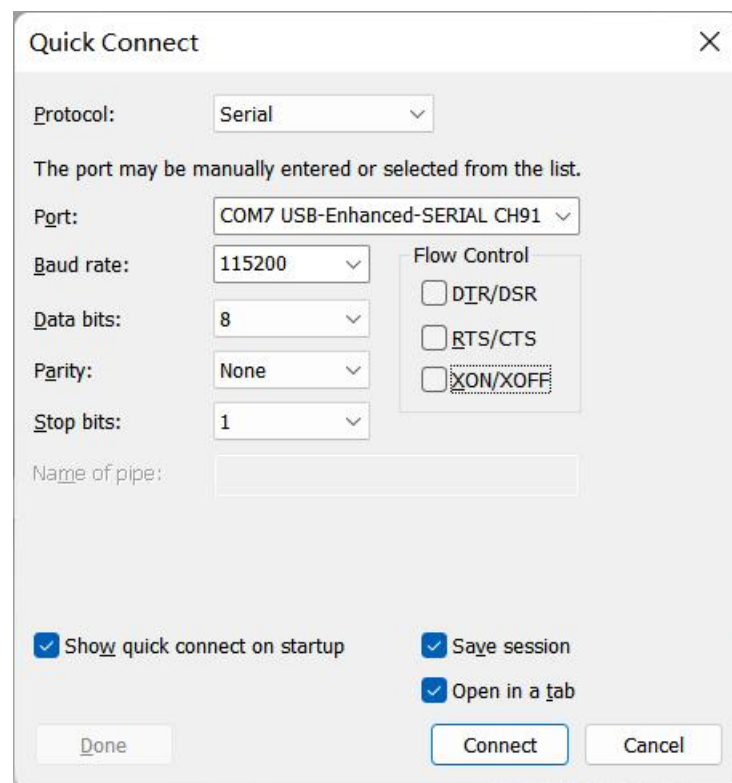 Quick Connect
Protocol: Serial
The port may be manually entered or selected from the list.
Port: COM7 USB-Enhanced-SERIAL CH91
Baud rate: 115200
Flow Control
DTR/DSR
Data bits: 8
RTS/CTS
Parity: None
XON/XOFF
Stop bits: 1
Name of pipe:
Show quick connect on startup
Save session
Open in a tab
Done
Connect
Cancel